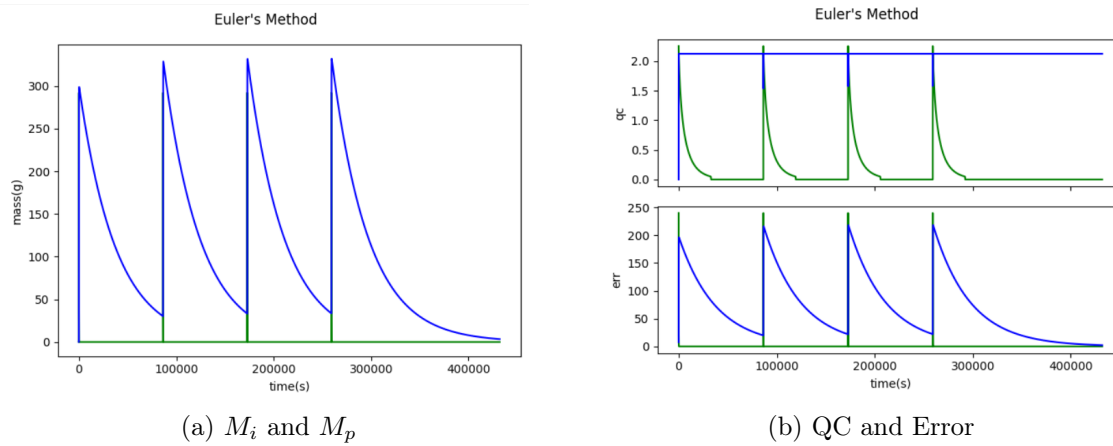 Euler's Method
mass(g)
300
250
200
150
100
50
0
0 100000 200000 300000 400000
time(s)
(a) M_i and M_p
Euler's Method
qc
2.0
1.5
1.0
0.5
0.0
err
250
200
150
100
50
0
0 100000 200000 300000 400000
time(s)
(b) QC and Error